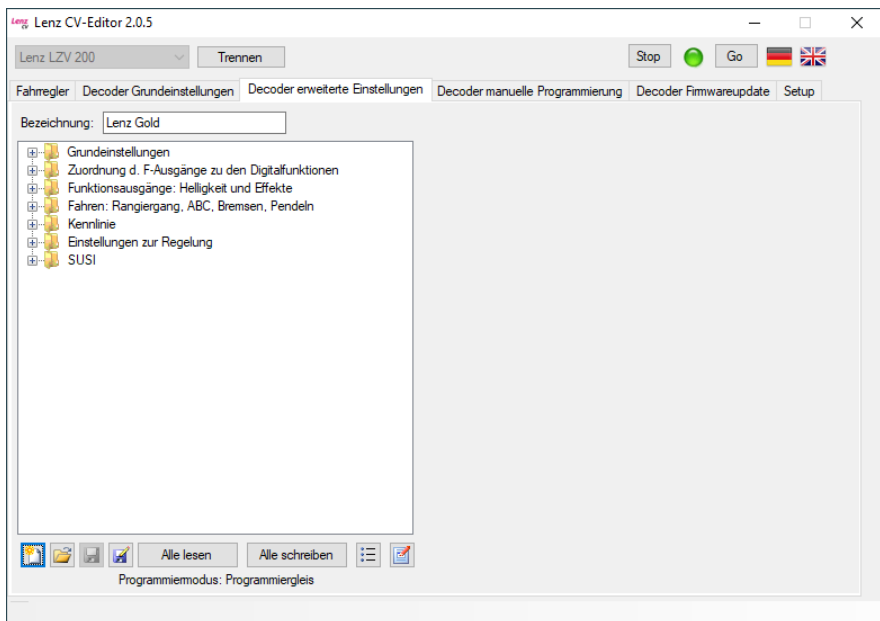 Lenz CV Lenz CV-Editor 2.0.5
Lenz LZV 200 Trennen Stop Go
Fahrregler Decoder Grundeinstellungen Decoder erweiterte Einstellungen Decoder manuelle Programmierung Decoder Firmwareupdate Setup
Bezeichnung: Lenz Gold
Grundeinstellungen
Zuordnung d. F-Ausgänge zu den Digitalfunktionen
Funktionsausgänge: Helligkeit und Effekte
Fahren: Rangiergang, ABC, Bremsen, Pendeln
Kennlinie
Einstellungen zur Regelung
SUSI
Alle lesen Alle schreiben
Programmiermodus: Programmiergleis